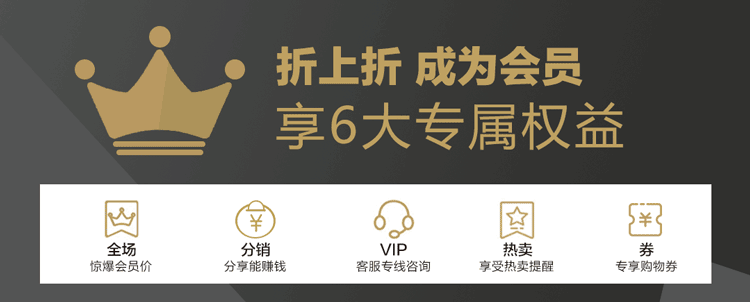 折上折 成为会员
享6大专属权益
全场
惊爆会员价
分销
分享能赚钱
VIP
客服专线咨询
热卖
享受热卖提醒
券
专享购物券